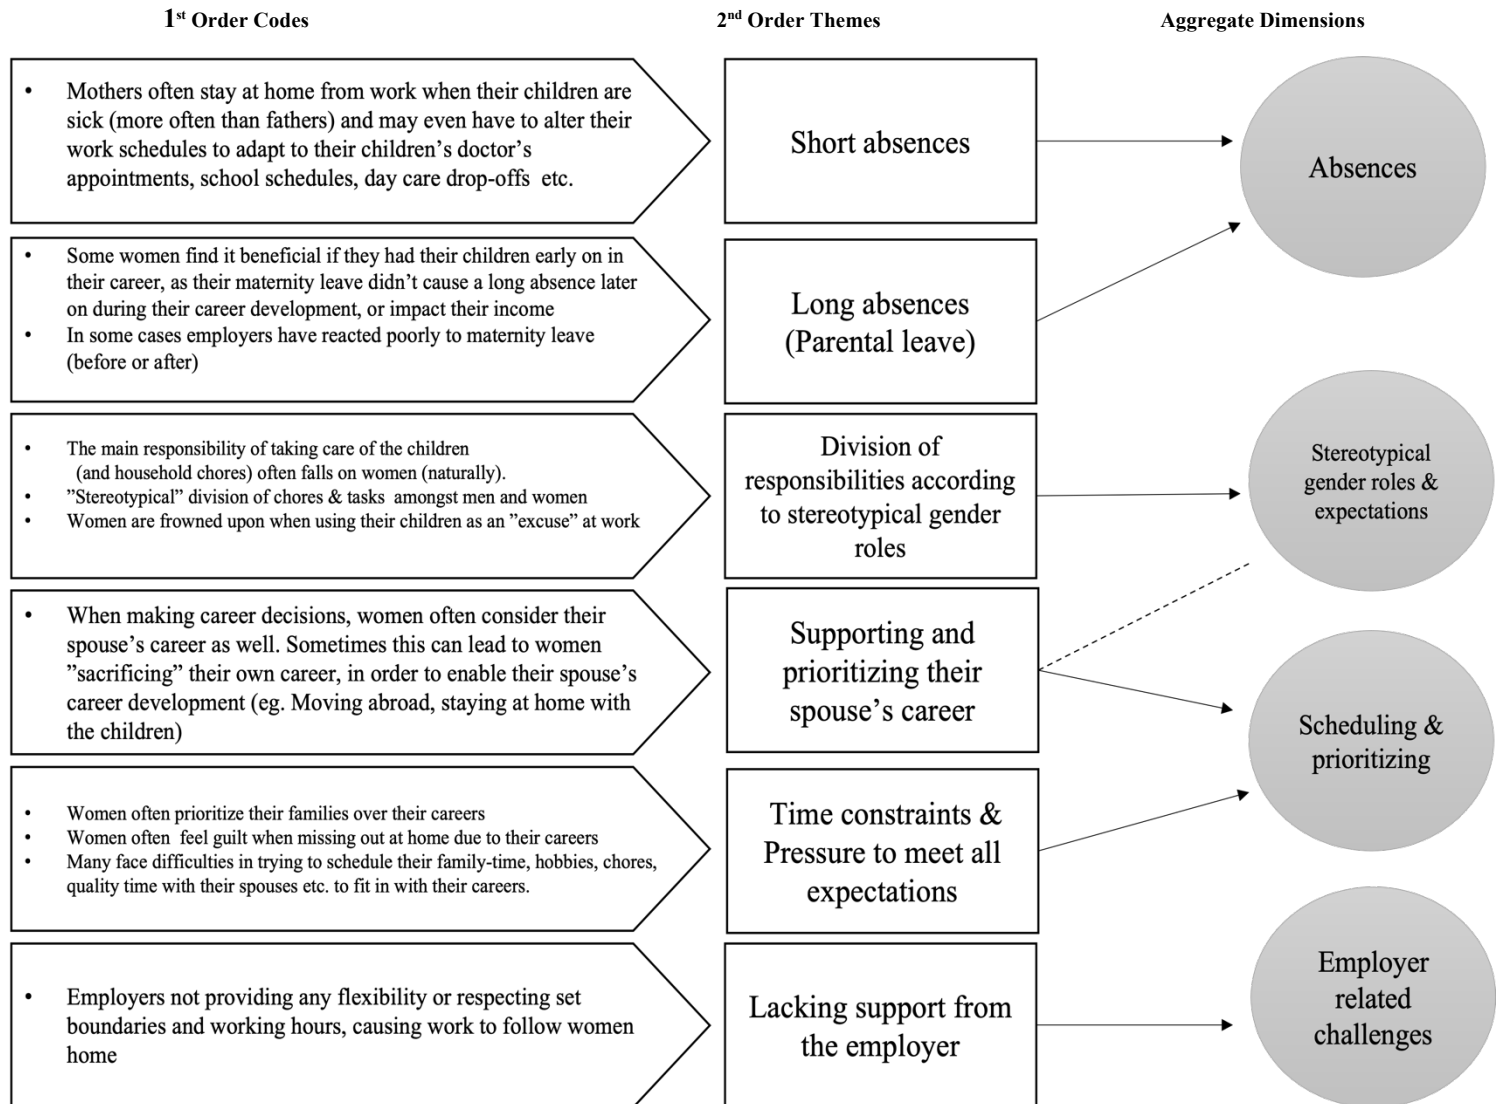 1st Order Codes
2nd Order Themes
Aggregate Dimensions
• Mothers often stay at home from work when their children are
sick (more often than fathers) and may even have to alter their
work schedules to adapt to their children’s doctor’s
appointments, school schedules, day care drop-offs etc.
Short absences
Absences
• Some women find it beneficial if they had their children early on in
their career, as their maternity leave didn’t cause a long absence later
on during their career development, or impact their income
• In some cases employers have reacted poorly to maternity leave
(before or after)
Long absences
(Parental leave)
• The main responsibility of taking care of the children
(and household chores) often falls on women (naturally).
• ”Stereotypical” division of chores & tasks amongst men and women
• Women are frowned upon when using their children as an ”excuse” at work
Division of
responsibilities according
to stereotypical gender
roles
Stereotypical
gender roles &
expectations
• When making career decisions, women often consider their
spouse’s career as well. Sometimes this can lead to women
”sacrificing” their own career, in order to enable their spouse’s
career development (eg. Moving abroad, staying at home with
the children)
Supporting and
prioritizing their
spouse’s career
Scheduling &
prioritizing
• Women often prioritize their families over their careers
• Women often feel guilt when missing out at home due to their careers
• Many face difficulties in trying to schedule their family-time, hobbies, chores,
quality time with their spouses etc. to fit in with their careers.
Time constraints &
Pressure to meet all
expectations
• Employers not providing any flexibility or respecting set
boundaries and working hours, causing work to follow women
home
Lacking support from
the employer
Employer
related
challenges